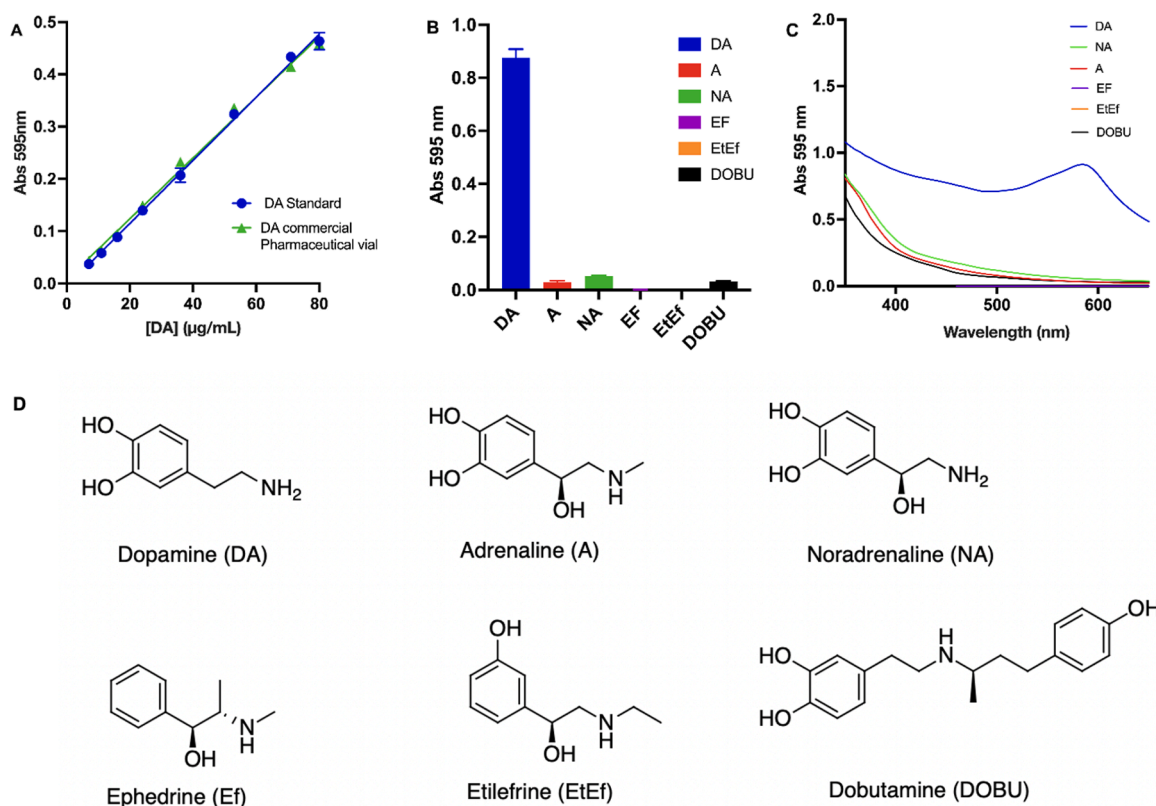 A
Abs 595nm
0.5
0.4
0.3
0.2
0.1
0.0
0
20
40
60
80
[DA] (µg/mL)
DA Standard
DA commercial
Pharmaceutical vial
B
Abs 595 nm
1.0
0.8
0.6
0.4
0.2
0.0
DA
A
NA
EF
EtEf
DOBU
DA
A
NA
EF
EtEf
DOBU
C
Abs 595 nm
2.0
1.5
1.0
0.5
0.0
400
500
600
Wavelength (nm)
DA
NA
A
EF
EtEf
DOBU
D
HO
HO
NH2
Dopamine (DA)
HO
HO
OH
N
H
Adrenaline (A)
HO
HO
OH
NH2
Noradrenaline (NA)
OH
N
H
Ephedrine (Ef)
OH
OH
N
H
Etilefrine (EtEf)
HO
HO
H
N
OH
Dobutamine (DOBU)